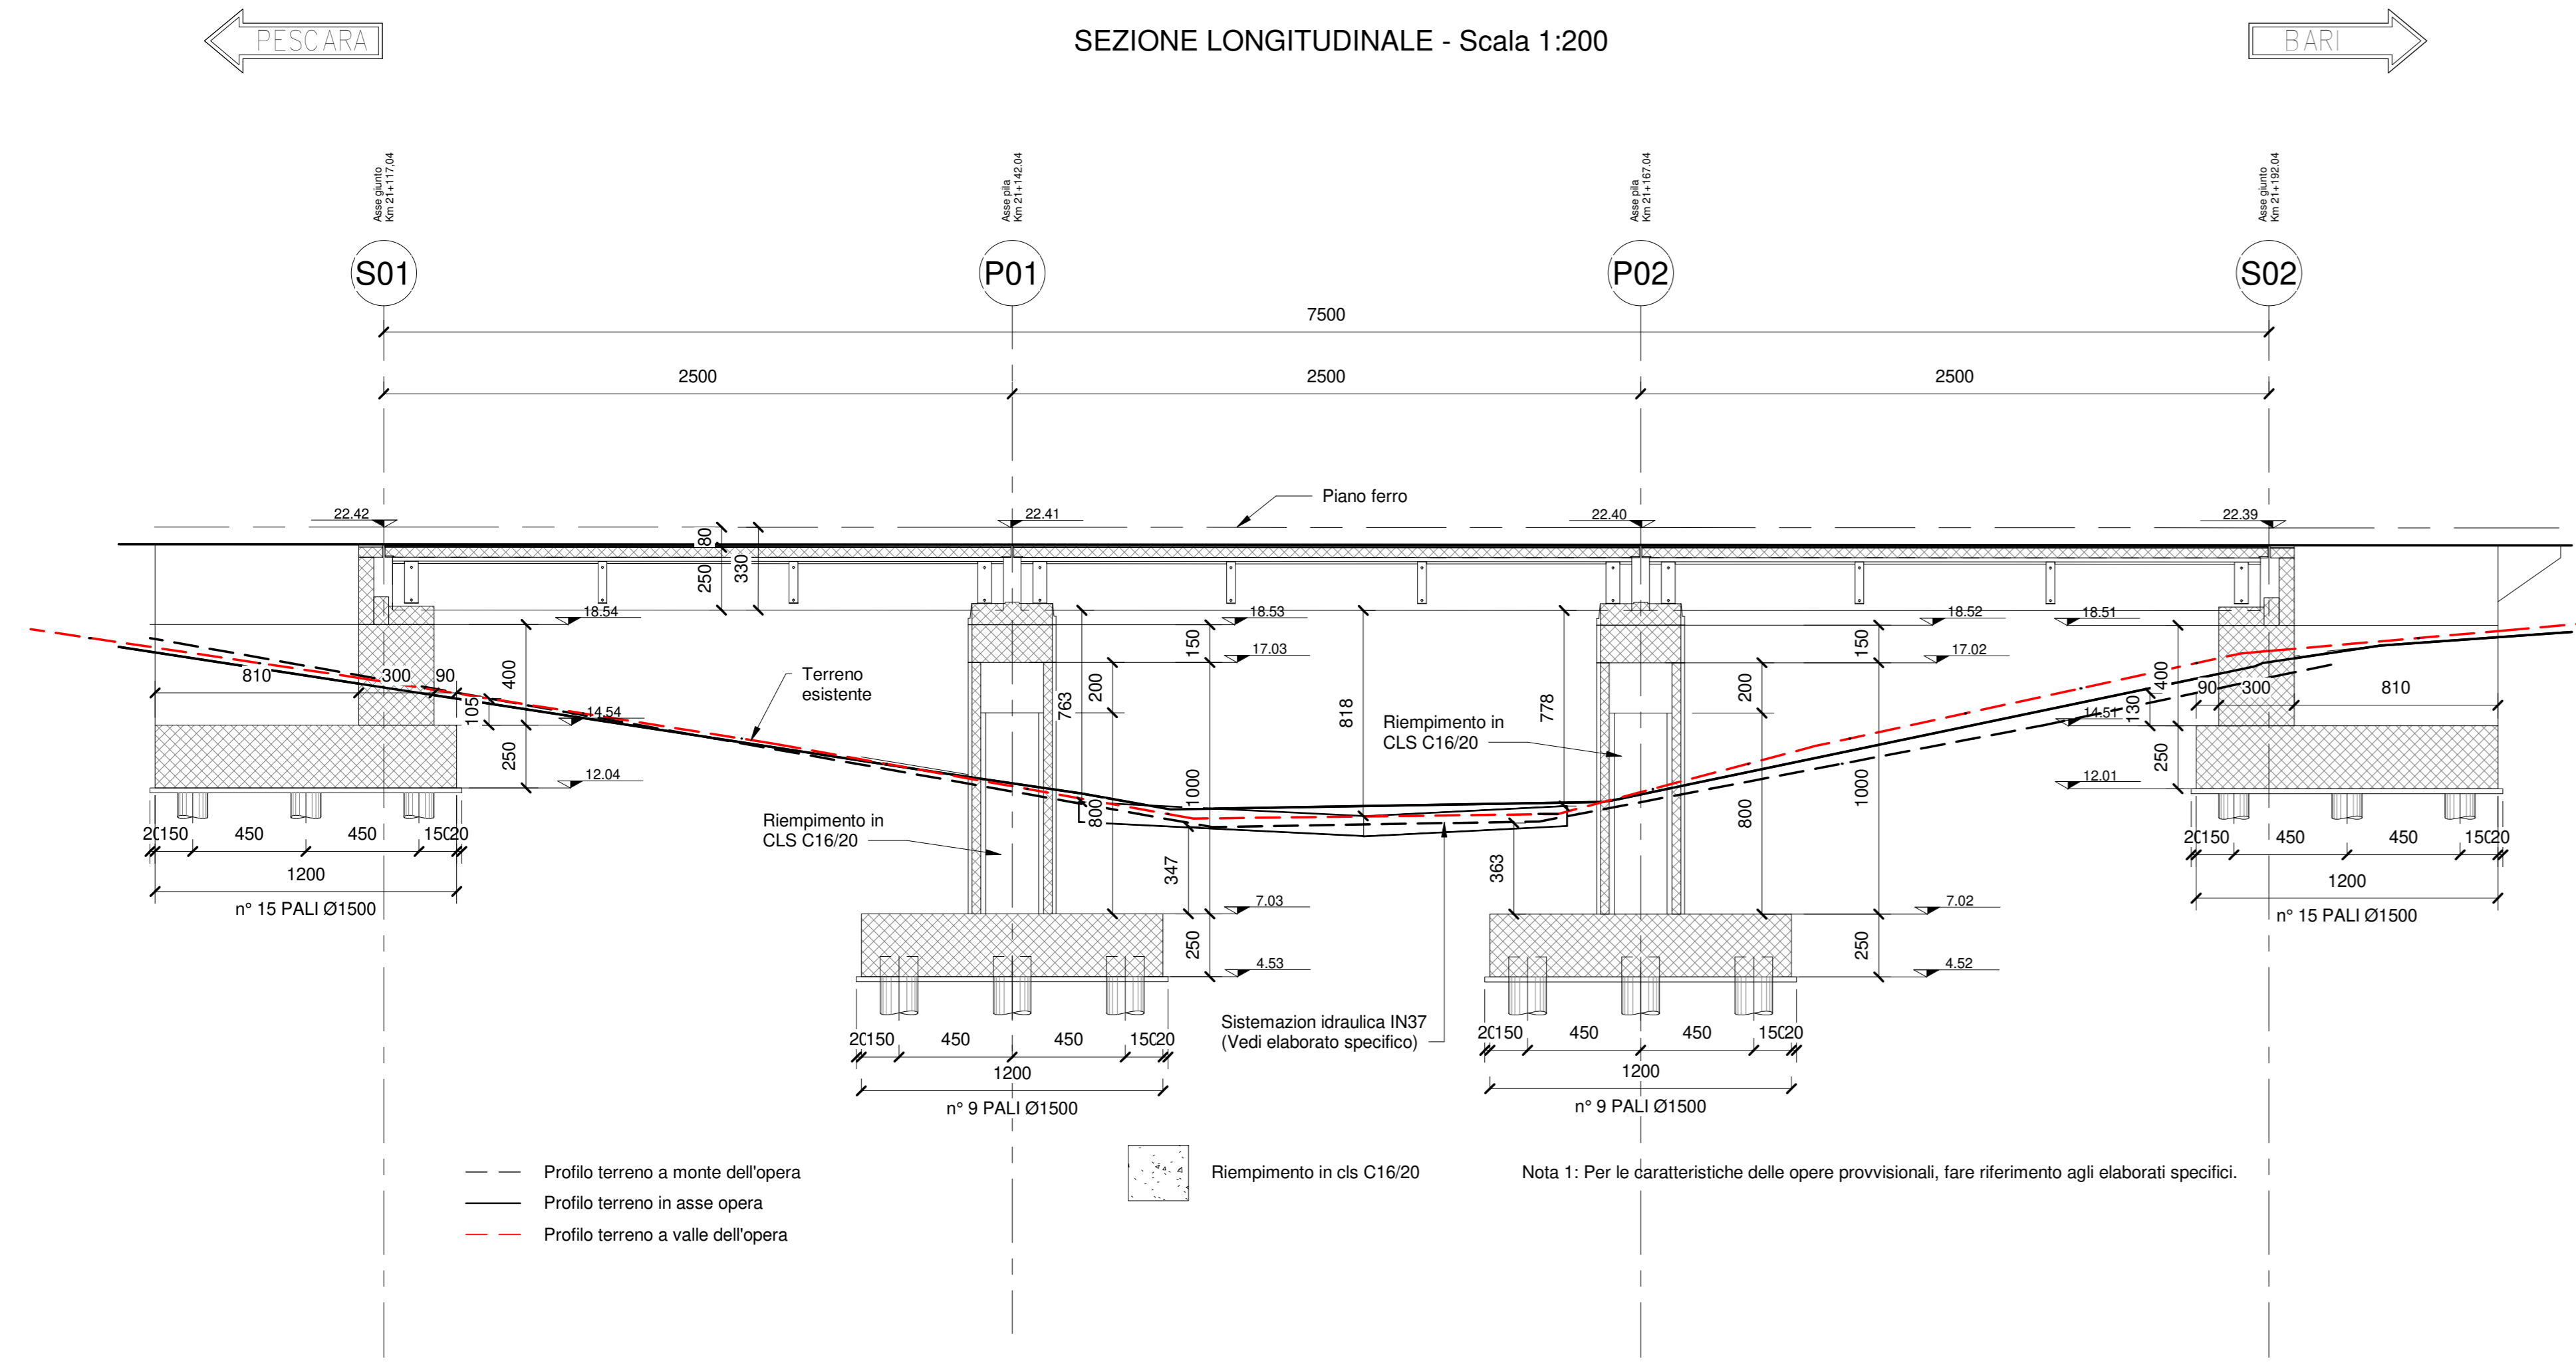 PESCARA
SEZIONE LONGITUDINALE - Scala 1:200
BARI
Asse giunto
Km 21+117,04
Asse pila
Km 21+142.04
Asse pila
Km 21+167.04
Asse giunto
Km 21+192.04
S01
P01
P02
S02
7500
2500
2500
2500
Piano ferro
22.42
22.41
22.40
22.39
80
250
330
18.54
18.53
18.52
18.51
150
150
17.03
17.02
810
300
90
400
105
Terreno
esistente
763
200
818
778
Riempimento in
CLS C16/20
200
400
90
300
810
130
14.54
14.51
250
250
12.04
12.01
1000
800
800
1000
Riempimento in
CLS C16/20
20
150
450
450
150
20
20
150
450
450
150
20
347
363
1200
1200
n° 15 PALI Ø1500
n° 15 PALI Ø1500
7.03
7.02
250
250
4.53
4.52
Sistemazion idraulica IN37
(Vedi elaborato specifico)
20
150
450
450
150
20
20
150
450
450
150
20
1200
1200
n° 9 PALI Ø1500
n° 9 PALI Ø1500
Profilo terreno a monte dell'opera
Profilo terreno in asse opera
Profilo terreno a valle dell'opera
Riempimento in cls C16/20
Nota 1: Per le caratteristiche delle opere provvisionali, fare riferimento agli elaborati specifici.